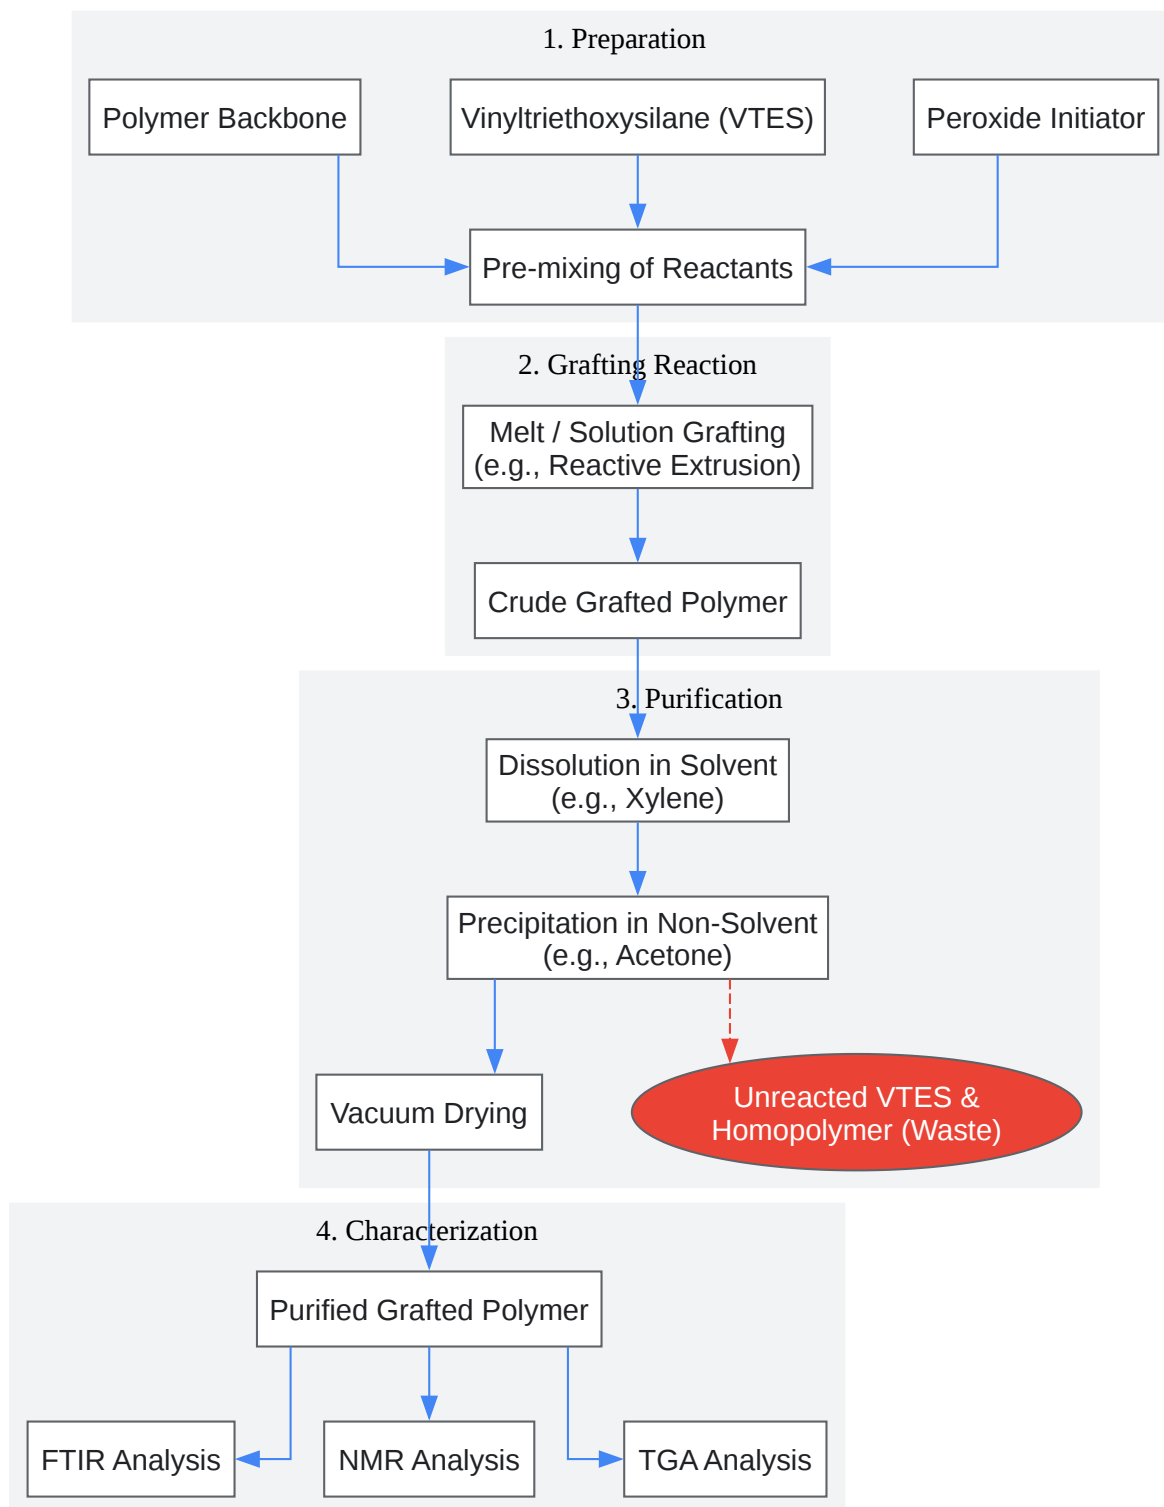 1. Preparation
Polymer Backbone
Vinyltriethoxysilane (VTES)
Peroxide Initiator
Pre-mixing of Reactants
2. Grafting Reaction
Melt / Solution Grafting
(e.g., Reactive Extrusion)
Crude Grafted Polymer
3. Purification
Dissolution in Solvent
(e.g., Xylene)
Precipitation in Non-Solvent
(e.g., Acetone)
Vacuum Drying
Unreacted VTES &
Homopolymer (Waste)
4. Characterization
Purified Grafted Polymer
FTIR Analysis
NMR Analysis
TGA Analysis